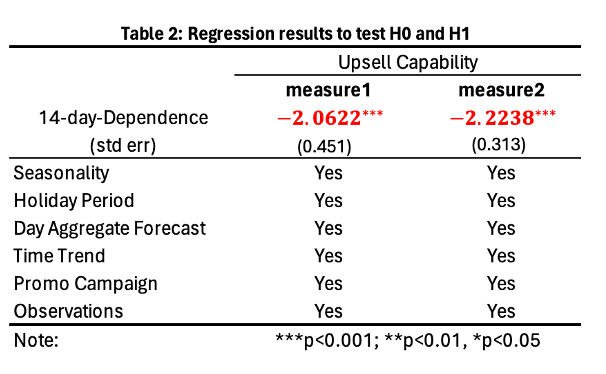 Table 2: Regression results to test H0 and H1
Upsell Capability
measure1 measure2
14-day-Dependence −2.0622*** −2.2238***
(std err) (0.451) (0.313)
Seasonality Yes Yes
Holiday Period Yes Yes
Day Aggregate Forecast Yes Yes
Time Trend Yes Yes
Promo Campaign Yes Yes
Observations Yes Yes
Note: ***p<0.001; **p<0.01, *p<0.05